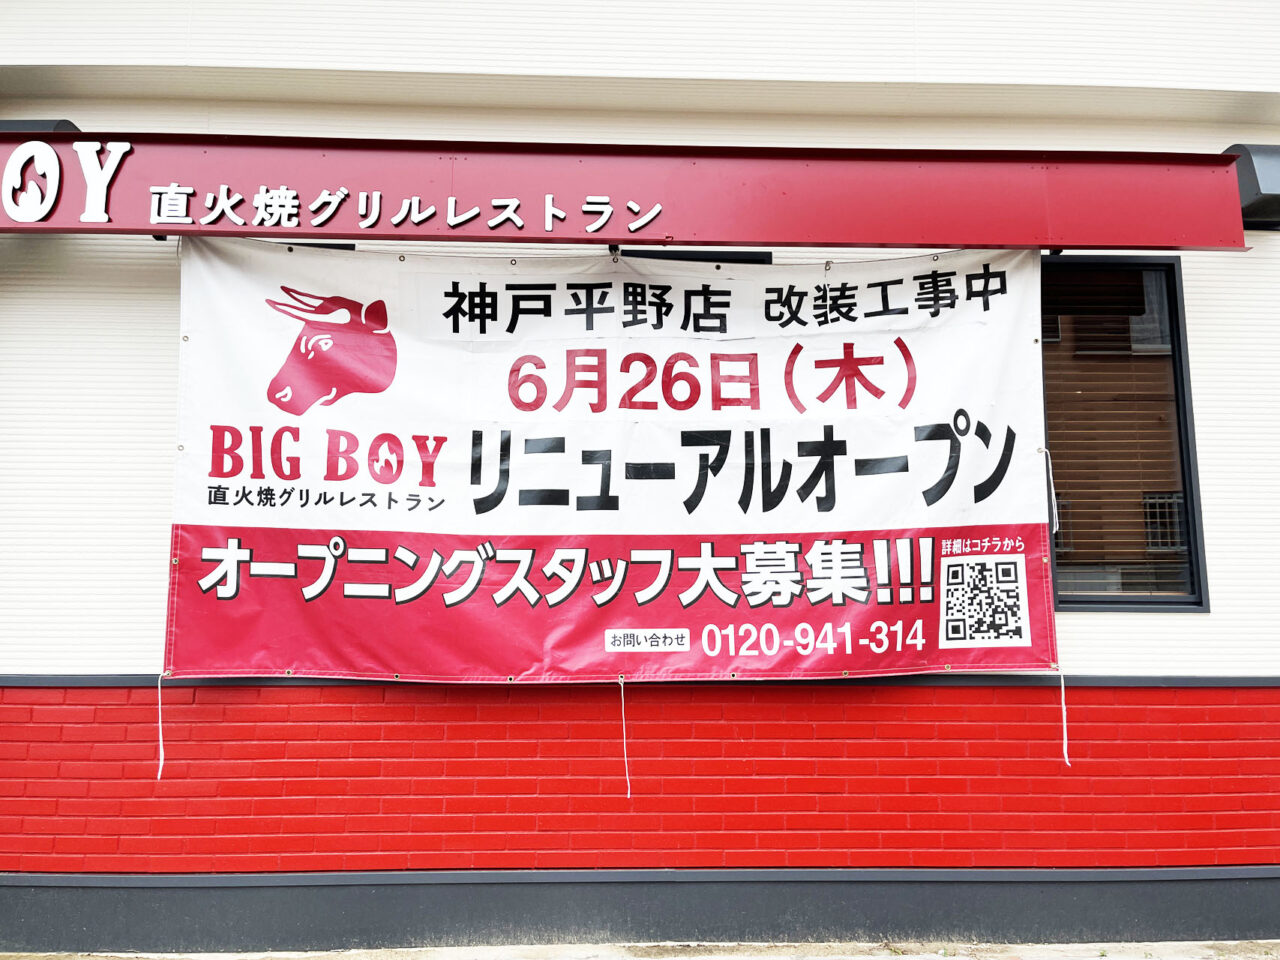 OY 直火焼グリルレストラン
神戸平野店 改装工事中
6月26日(木)
BIG BOY
直火焼グリルレストラン
リニューアルオープン
オープニングスタッフ大募集!!!
詳細はコチラから
お問い合わせ 0120-941-314